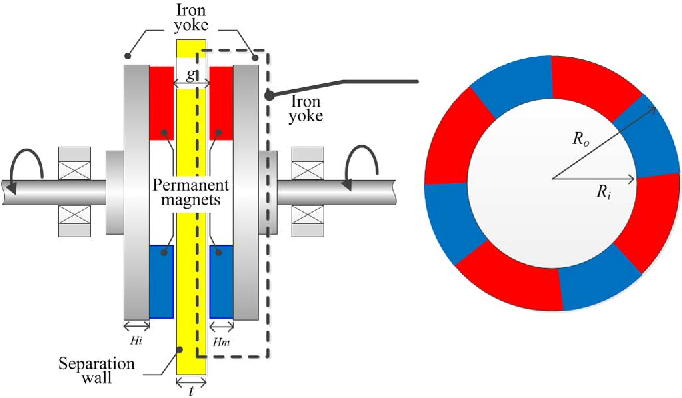 Iron
yoke
g
Iron
yoke
Permanent
magnets
Hi
Hm
Separation
wall
t
Ro
Ri